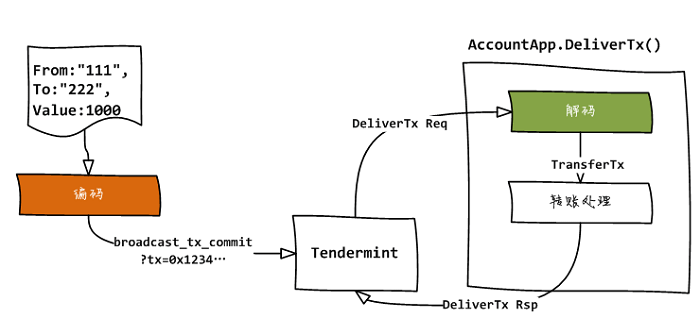 From:"111",
To:"222",
Value:1000
编码
broadcast_tx_commit
?tx=0x1234…
Tendermint
DeliverTx Req
AccountApp.DeliverTx()
解码
TransferTx
转账处理
DeliverTx Rsp